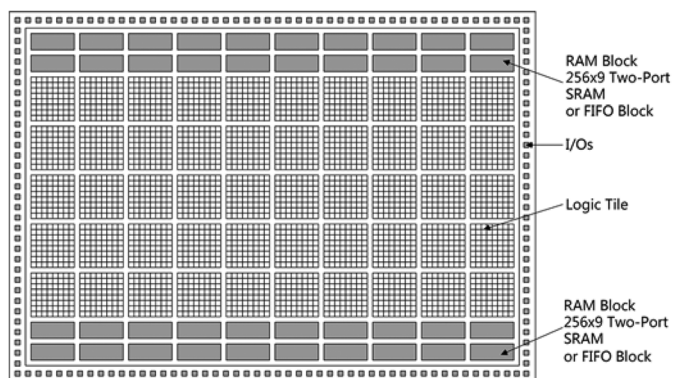 RAM Block
256x9 Two-Port
SRAM
or FIFO Block
I/Os
Logic Tile
RAM Block
256x9 Two-Port
SRAM
or FIFO Block